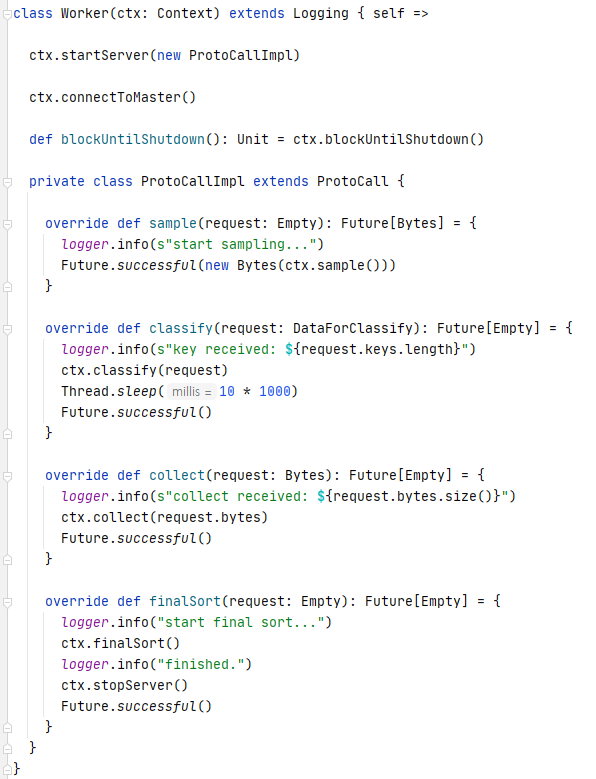 class Worker(ctx: Context) extends Logging { self =>
ctx.startServer(new ProtoCallImpl)
ctx.connectToMaster()
def blockUntilShutdown(): Unit = ctx.blockUntilShutdown()
private class ProtoCallImpl extends ProtoCall {
override def sample(request: Empty): Future[Bytes] = {
logger.info(s"start sampling...")
Future.successful(new Bytes(ctx.sample()))
}
override def classify(request: DataForClassify): Future[Empty] = {
logger.info(s"key received: ${request.keys.length}")
ctx.classify(request)
Thread.sleep( millis = 10 * 1000)
Future.successful()
}
override def collect(request: Bytes): Future[Empty] = {
logger.info(s"collect received: ${request.bytes.size()}")
ctx.collect(request.bytes)
Future.successful()
}
override def finalSort(request: Empty): Future[Empty] = {
logger.info("start final sort...")
ctx.finalSort()
logger.info("finished.")
ctx.stopServer()
Future.successful()
}
}
}